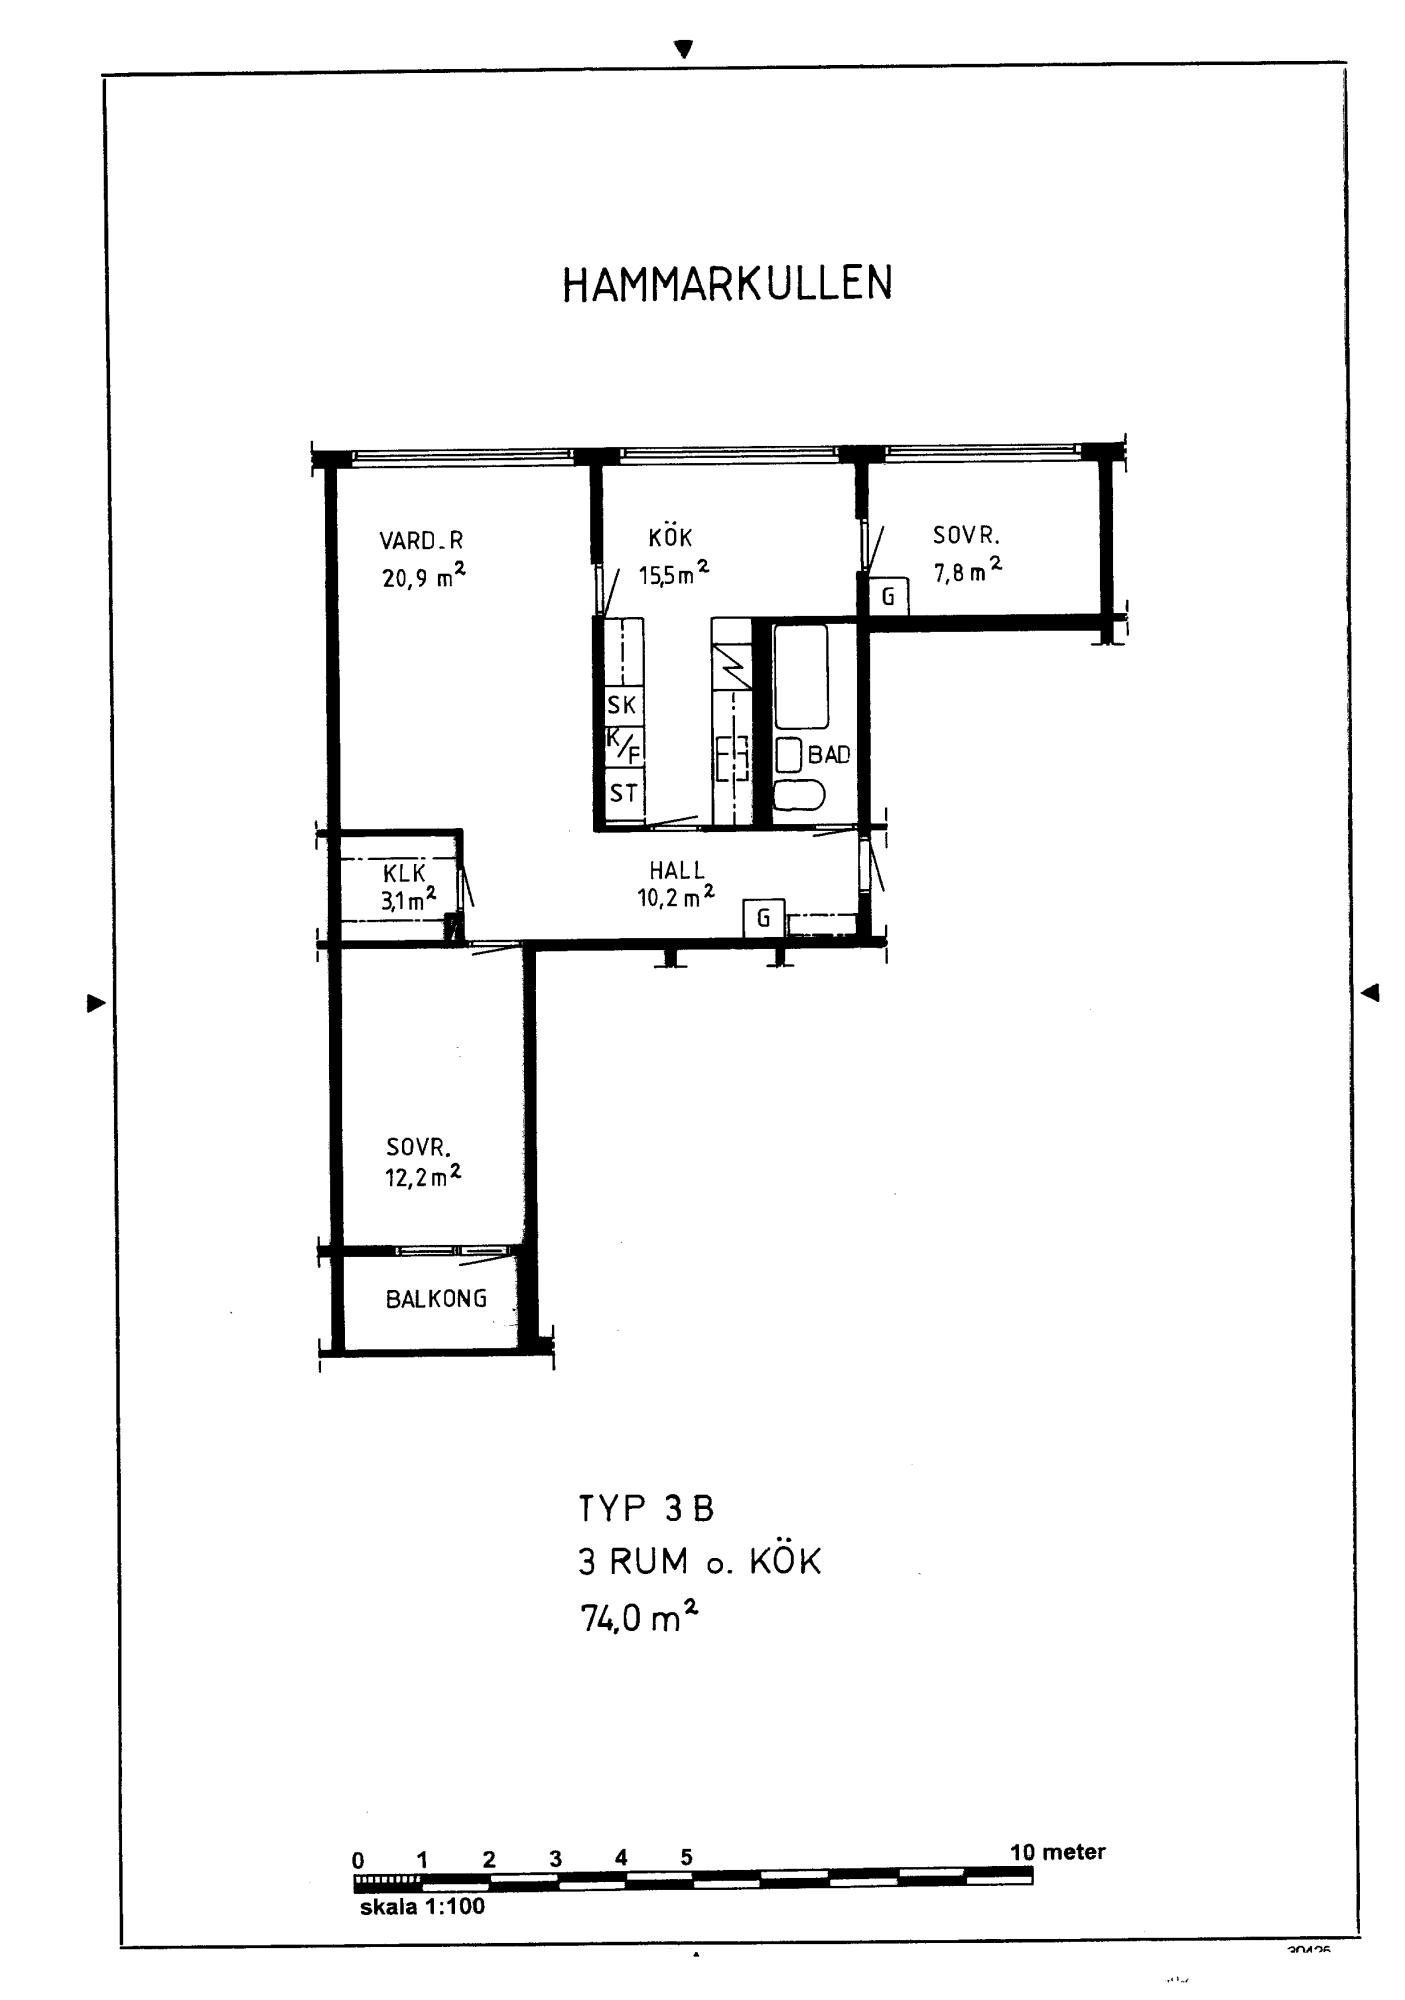 HAMMARKULLEN
VARD.R
20,9 m²
KÖK
15,5 m²
SOVR.
7,8 m²
G
SK
K/F
ST
BAD
KLK
3,1 m²
HALL
10,2 m²
G
SOVR.
12,2 m²
BALKONG
TYP 3B
3 RUM o. KÖK
74,0 m²
0 1 2 3 4 5 10 meter
skala 1:100